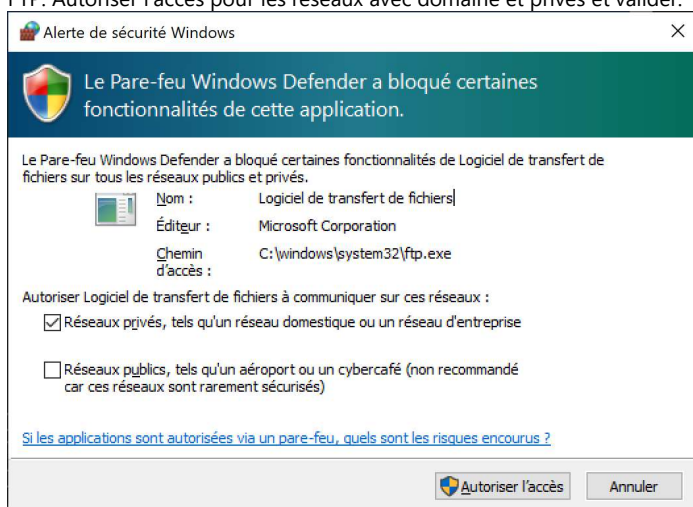 FTP. Autoriser l'accès pour les réseaux avec domaine et privés et valider.
Alerte de sécurité Windows
Le Pare-feu Windows Defender a bloqué certaines
fonctionnalités de cette application.
Le Pare-feu Windows Defender a bloqué certaines fonctionnalités de Logiciel de transfert de
fichiers sur tous les réseaux publics et privés.
Nom : Logiciel de transfert de fichiers
Éditeur : Microsoft Corporation
Chemin C:\windows\system32\ftp.exe
d'accès :
Autoriser Logiciel de transfert de fichiers à communiquer sur ces réseaux :
Réseaux privés, tels qu'un réseau domestique ou un réseau d'entreprise
Réseaux publics, tels qu'un aéroport ou un cybercafé (non recommandé
car ces réseaux sont rarement sécurisés)
Si les applications sont autorisées via un pare-feu, quels sont les risques encourus ?
Autoriser l'accès Annuler